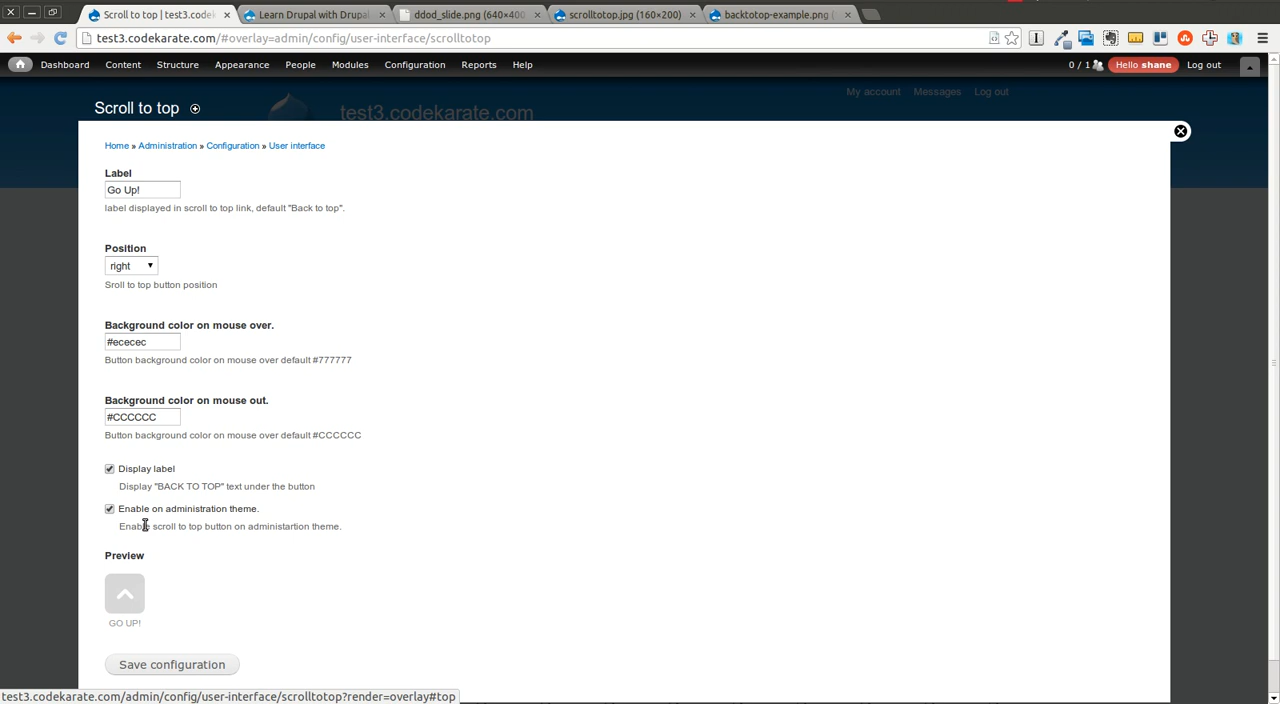 Scroll to top | test3.codek
Learn Drupal with Drupal
ddod_slide.png (640×400
scrolltotop.jpg (160×200)
backtotop-example.png (
test3.codekarate.com/#overlay=admin/config/user-interface/scrolltotop
Dashboard Content Structure Appearance People Modules Configuration Reports Help 0 / 1 Hello shane Log out
My account Messages Log out
Scroll to top
test3.codekarate.com
Home » Administration » Configuration » User interface
Label
Go Up!
label displayed in scroll to top link, default "Back to top".
Position
right
Sroll to top button position
Background color on mouse over.
#ececec
Button background color on mouse over default #777777
Background color on mouse out.
#CCCCCC
Button background color on mouse over default #CCCCCC
Display label
Display "BACK TO TOP" text under the button
Enable on administration theme.
Enable scroll to top button on administartion theme.
Preview
GO UP!
Save configuration
test3.codekarate.com/admin/config/user-interface/scrolltotop?render=overlay#top